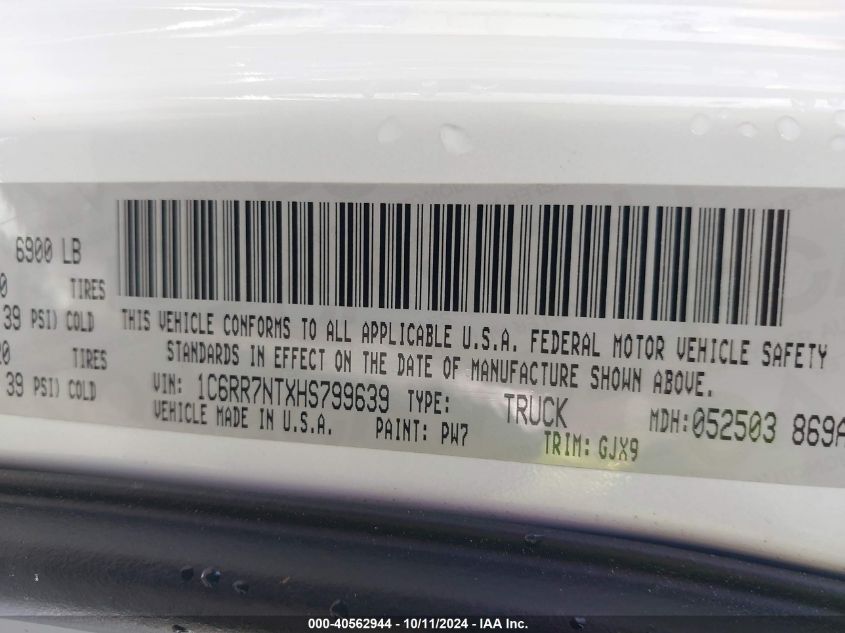 6900 LB
0 TIRES
39 PSI) COLD
20 TIRES
39 PSI) COLD
THIS VEHICLE CONFORMS TO ALL APPLICABLE U.S.A. FEDERAL MOTOR VEHICLE SAFETY
STANDARDS IN EFFECT ON THE DATE OF MANUFACTURE SHOWN ABOVE.
VIN: 1C6RR7NTXHS799639 TYPE: TRUCK MDH:052503 869A
VEHICLE MADE IN U.S.A. PAINT: PW7 TRIM: GJX9
000-40562944 - 10/11/2024 - IAA Inc.